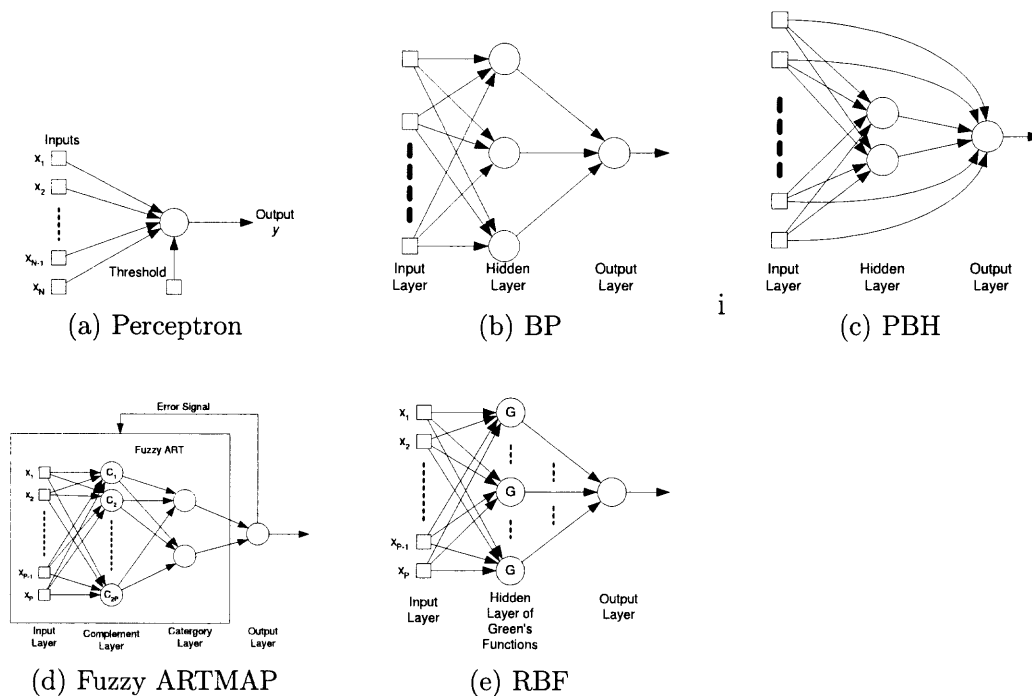 Inputs
X1
X2
XN-1
XN
Threshold
Output
y
(a) Perceptron
Input
Layer
Hidden
Layer
Output
Layer
(b) BP
i
Input
Layer
Hidden
Layer
Output
Layer
(c) PBH
Error Signal
Fuzzy ART
X1
X2
XP-1
XP
C1
C2
C2P
Input
Layer
Complement
Layer
Catergory
Layer
Output
Layer
(d) Fuzzy ARTMAP
X1
X2
XP-1
XP
G
G
G
Input
Layer
Hidden
Layer of
Green's
Functions
Output
Layer
(e) RBF